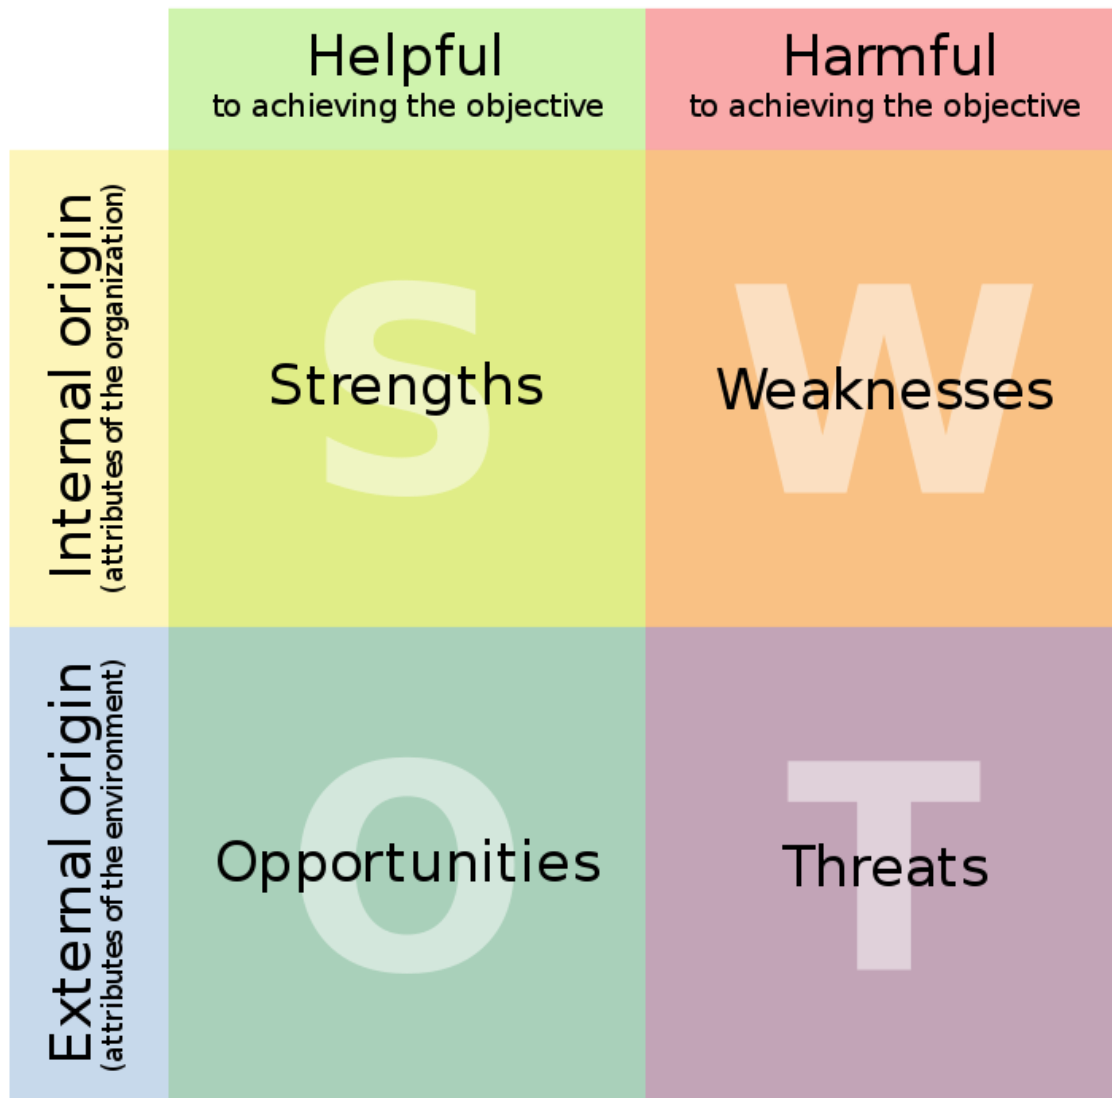 Helpful
to achieving the objective
Harmful
to achieving the objective
Internal origin
(attributes of the organization)
S
Strengths
W
Weaknesses
External origin
(attributes of the environment)
O
Opportunities
T
Threats